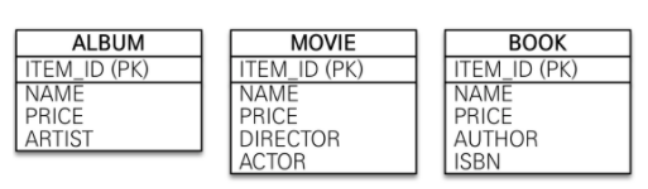 ALBUM
ITEM_ID (PK)
NAME
PRICE
ARTIST
MOVIE
ITEM_ID (PK)
NAME
PRICE
DIRECTOR
ACTOR
BOOK
ITEM_ID (PK)
NAME
PRICE
AUTHOR
ISBN